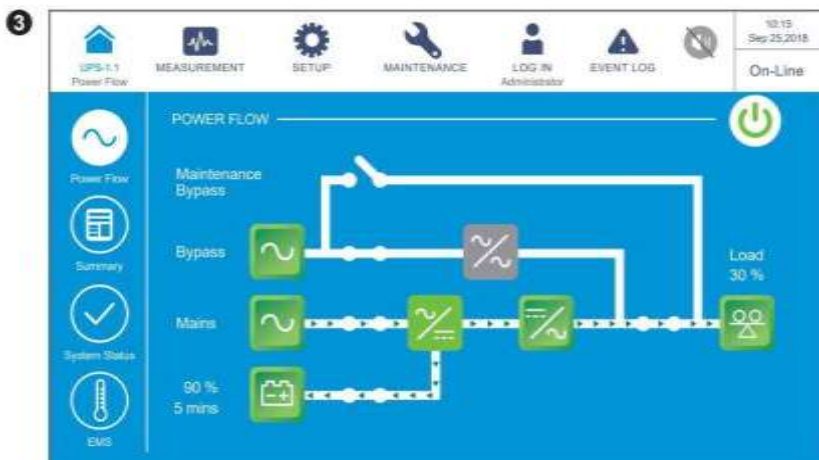 3
10:15
Sep 25,2018
UPS-1.1
Power Flow
MEASUREMENT
SETUP
MAINTENANCE
LOG IN
Administrator
EVENT LOG
On-Line
POWER FLOW
Power Flow
Maintenance
Bypass
Summary
Bypass
Load
30 %
Mains
System Status
90 %
5 mins
EMS